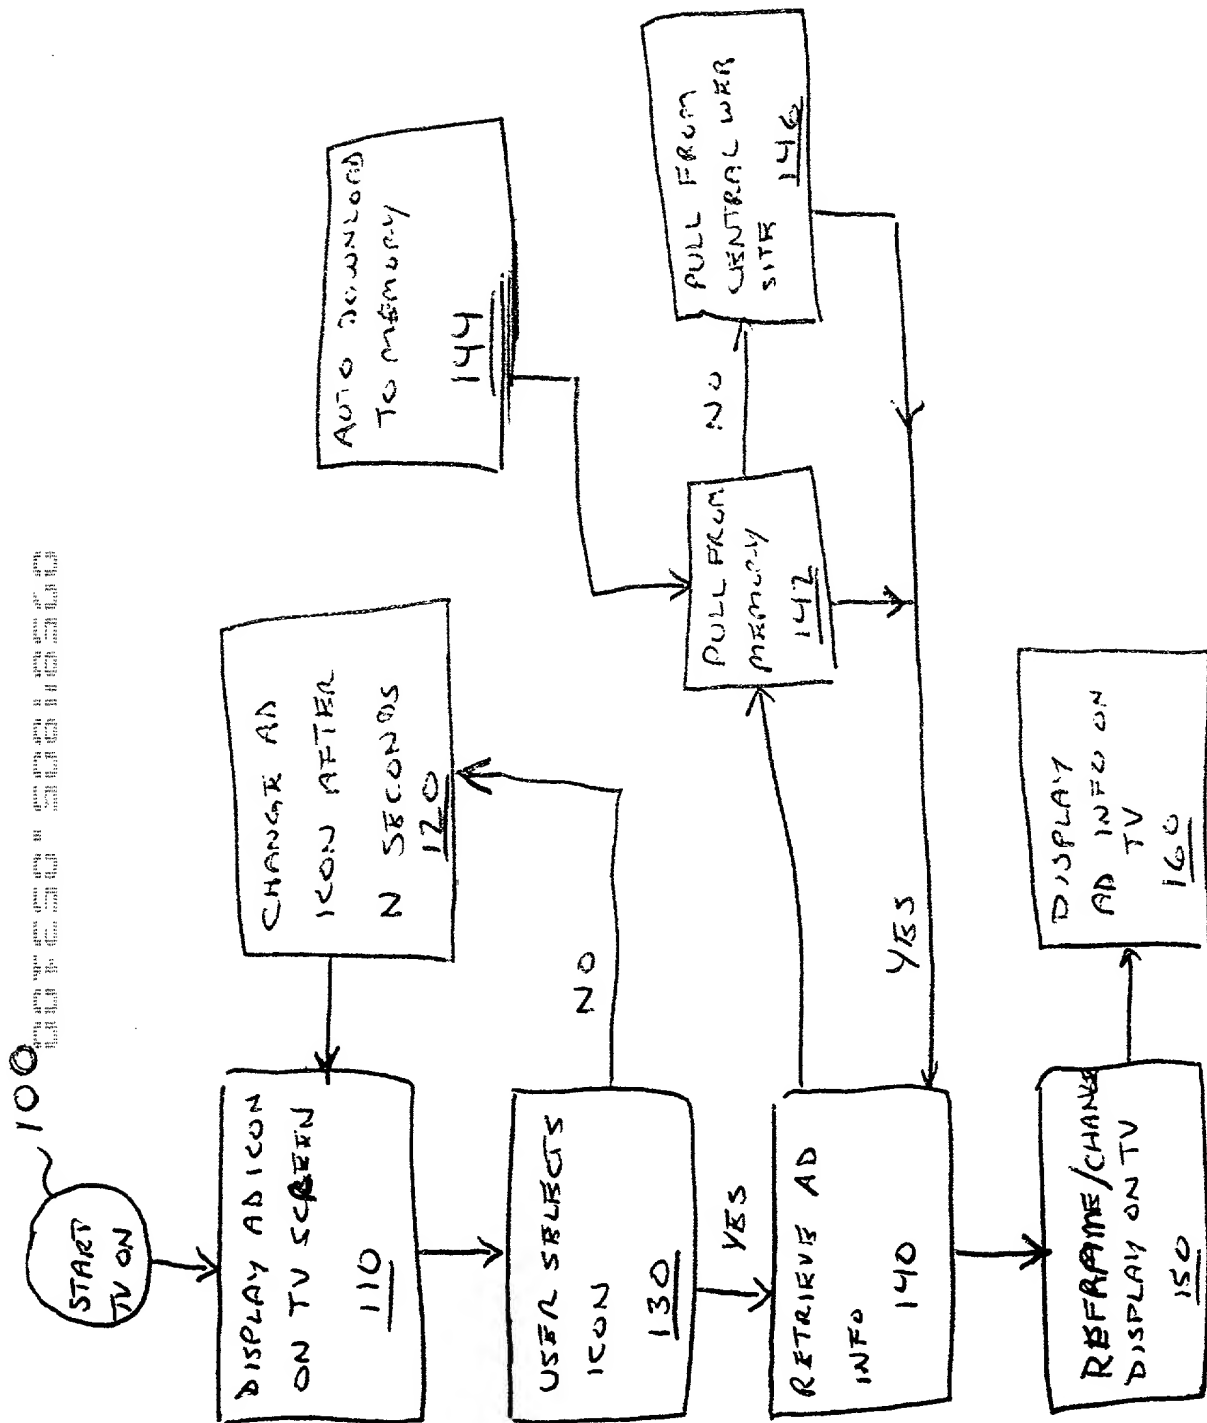 100
START
TV ON
DISPLAY AD ICON
ON TV SCREEN
110
CHANGE AD
ICON AFTER
N SECONDS
120
USER SELECTS
ICON
130
NO
YES
RETRIEVE AD
INFO
140
AUTO DOWNLOAD
TO MEMORY
144
PULL FROM
MEMORY
142
NO
PULL FROM
CENTRAL WEB
SITE
146
YES
REFRAME/CHANGE
DISPLAY ON TV
150
DISPLAY
AD INFO ON
TV
160